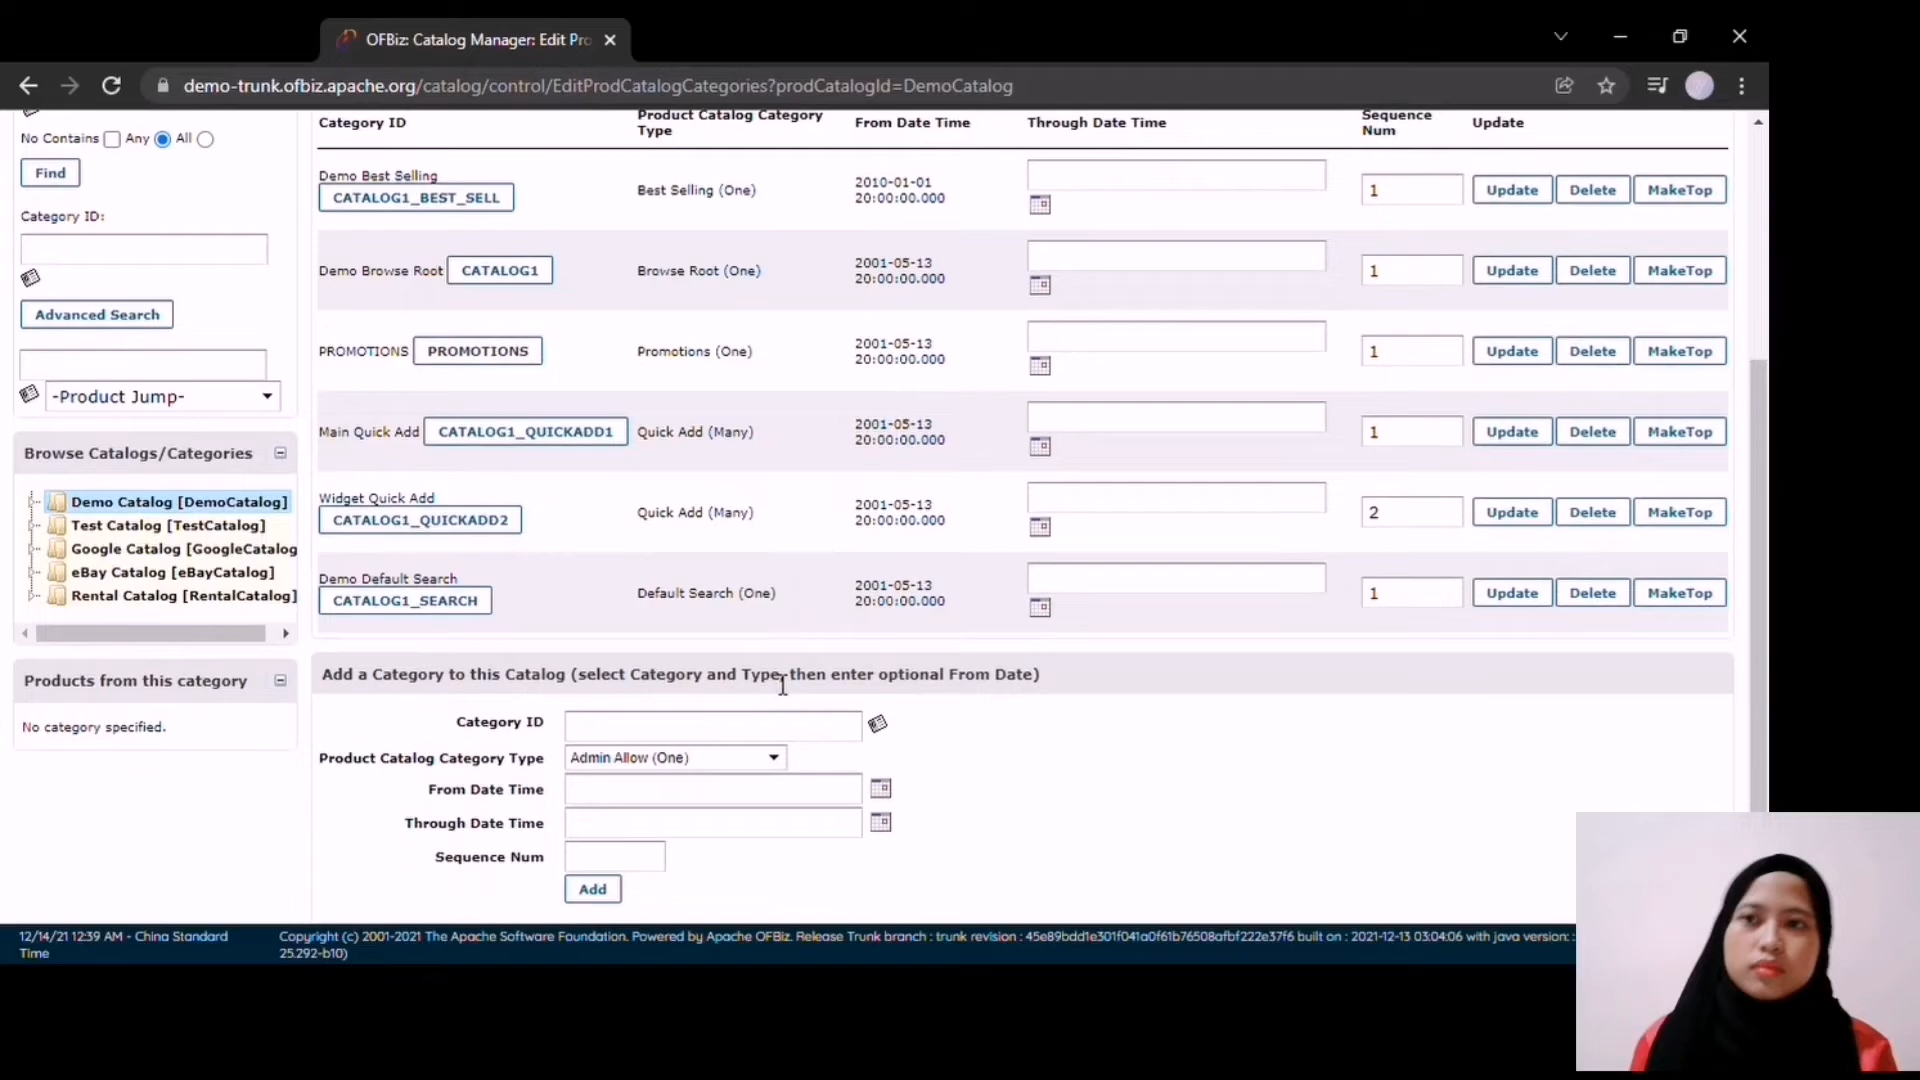 OFBiz: Catalog Manager: Edit Pro
demo-trunk.ofbiz.apache.org/catalog/control/EditProdCatalogCategories?prodCatalogId=DemoCatalog
No Contains Any All
Find
Category ID:
Advanced Search
-Product Jump-
Browse Catalogs/Categories
Demo Catalog [DemoCatalog]
Test Catalog [TestCatalog]
Google Catalog [GoogleCatalog
eBay Catalog [eBayCatalog]
Rental Catalog [RentalCatalog]
Products from this category
No category specified.
Category ID
Product Catalog Category
Type
From Date Time
Through Date Time
Sequence
Num
Update
Demo Best Selling
CATALOG1_BEST_SELL
Best Selling (One)
2010-01-01
20:00:00.000
1
Update Delete MakeTop
Demo Browse Root CATALOG1
Browse Root (One)
2001-05-13
20:00:00.000
1
Update Delete MakeTop
PROMOTIONS PROMOTIONS
Promotions (One)
2001-05-13
20:00:00.000
1
Update Delete MakeTop
Main Quick Add CATALOG1_QUICKADD1
Quick Add (Many)
2001-05-13
20:00:00.000
1
Update Delete MakeTop
Widget Quick Add
CATALOG1_QUICKADD2
Quick Add (Many)
2001-05-13
20:00:00.000
2
Update Delete MakeTop
Demo Default Search
CATALOG1_SEARCH
Default Search (One)
2001-05-13
20:00:00.000
1
Update Delete MakeTop
Add a Category to this Catalog (select Category and Type, then enter optional From Date)
Category ID
Product Catalog Category Type Admin Allow (One)
From Date Time
Through Date Time
Sequence Num
Add
12/14/21 12:39 AM - China Standard
Time
Copyright (c) 2001-2021 The Apache Software Foundation. Powered by Apache OFBiz. Release Trunk branch : trunk revision : 45e89bdd1e301f041a0f61b76508afbf222e37f6 built on : 2021-12-13 03:04:06 with java version: :
25.292-b10)